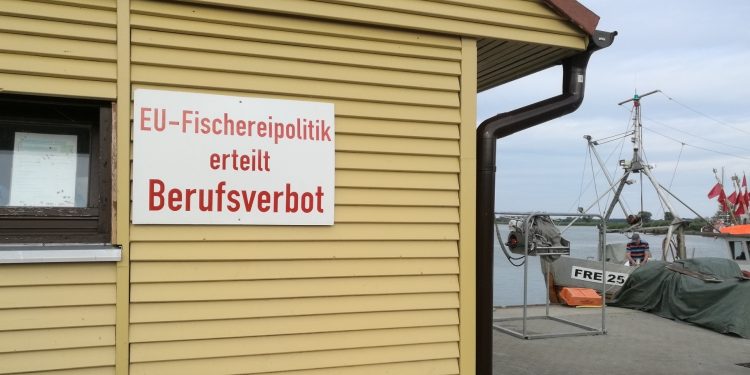 EU-Fischereipolitik
erteilt
Berufsverbot
FRE 25